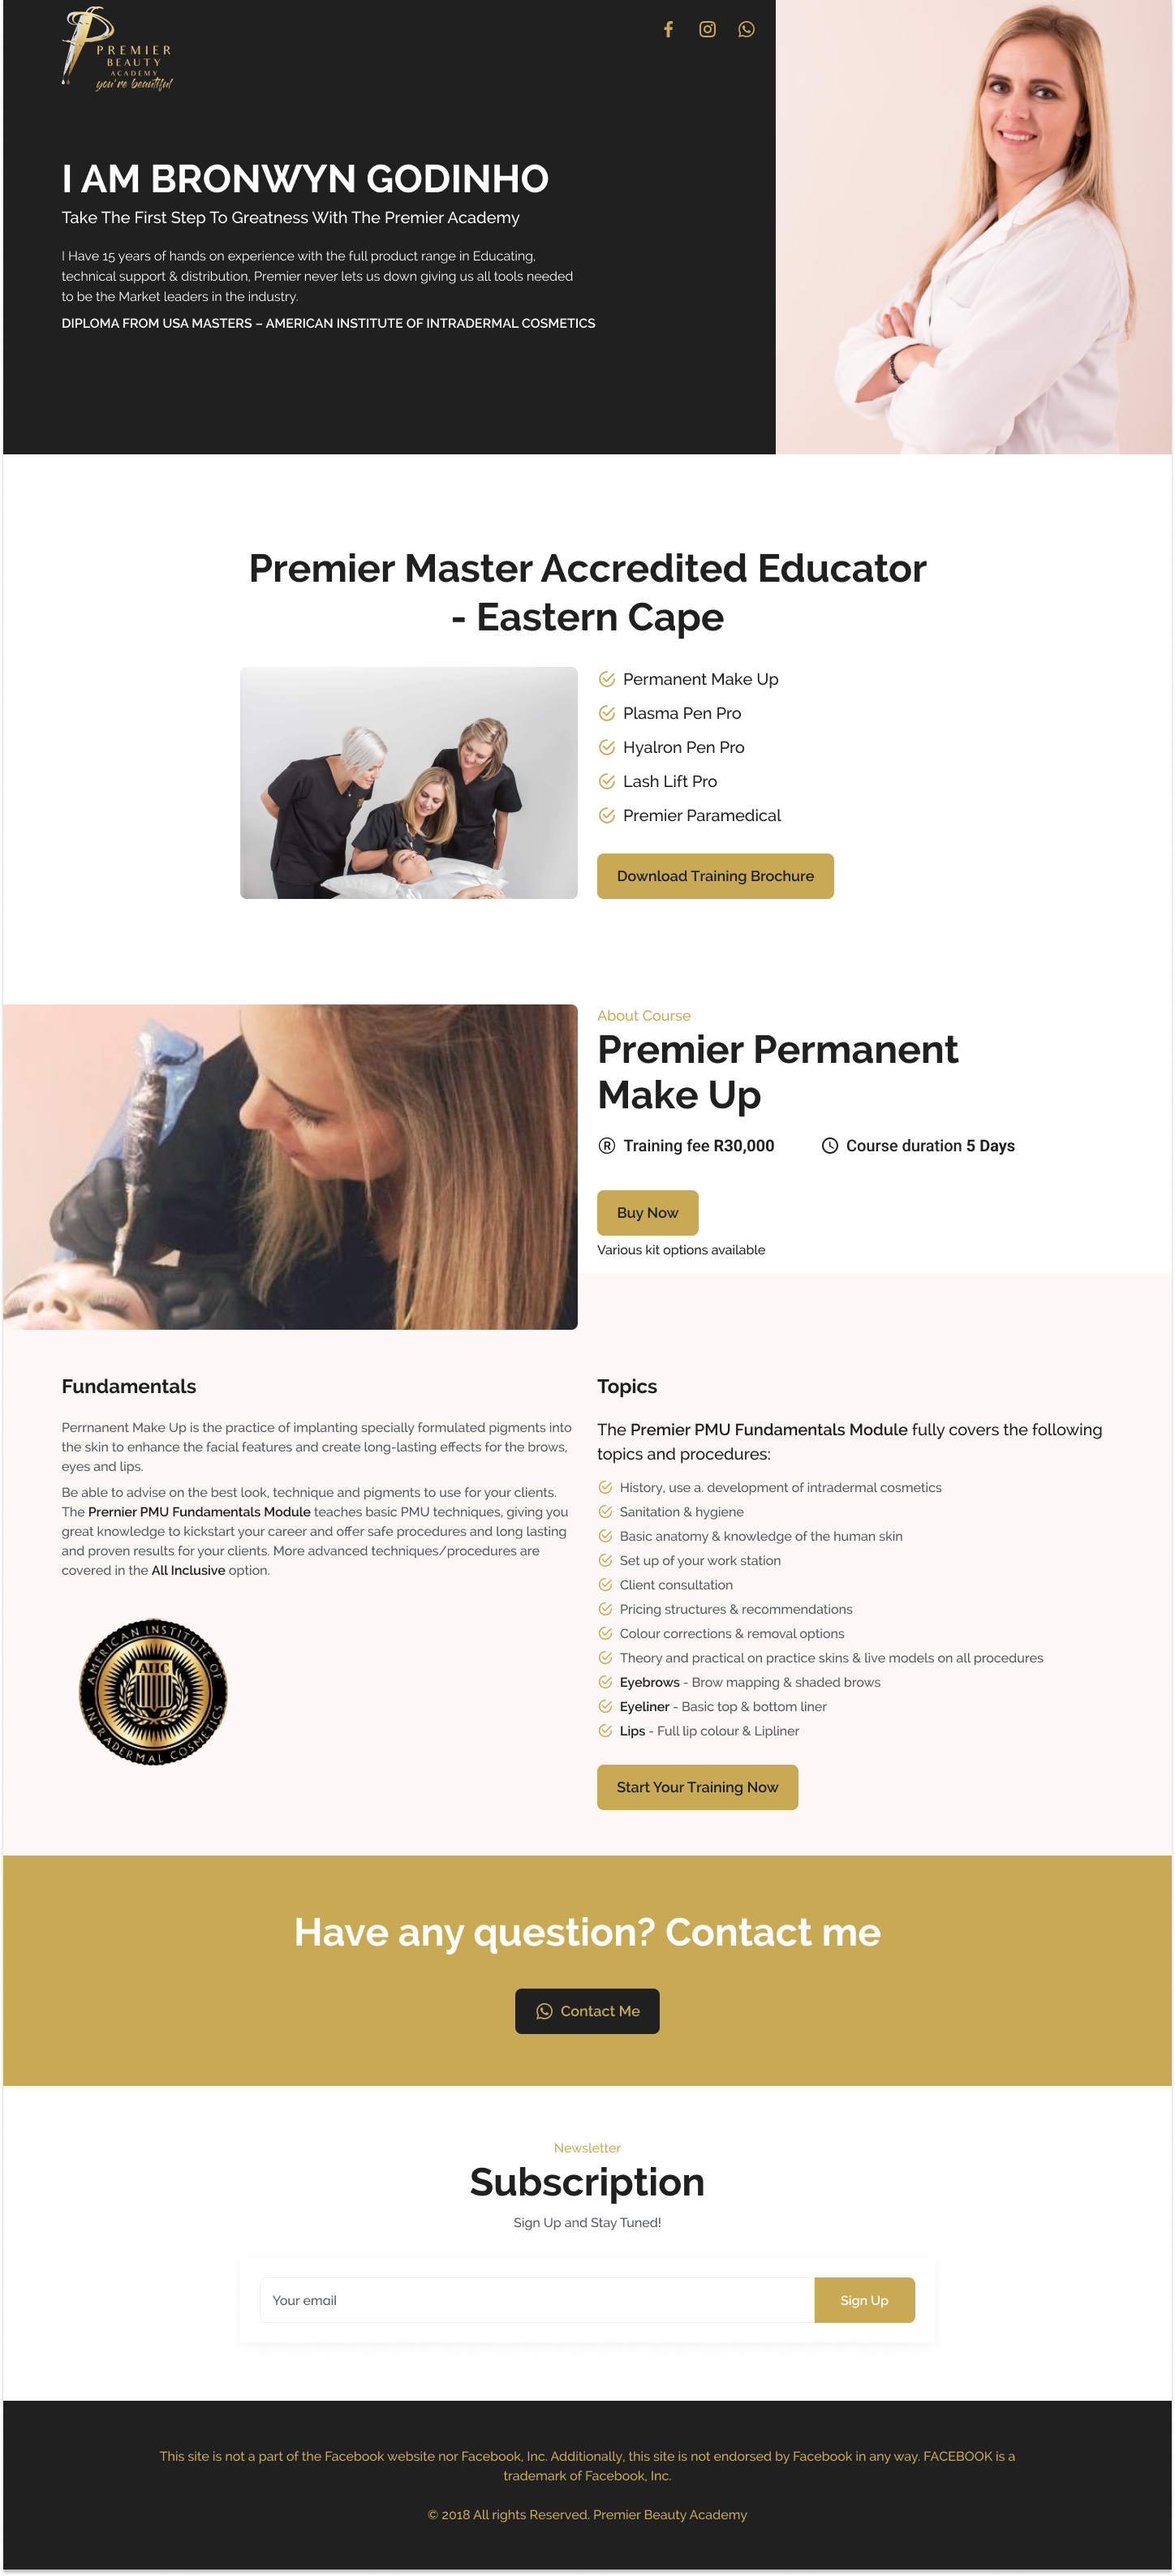 PREMIER
BEAUTY
ACADEMY
you're beautiful
I AM BRONWYN GODINHO
Take The First Step To Greatness With The Premier Academy
I Have 15 years of hands on experience with the full product range in Educating,
technical support & distribution, Premier never lets us down giving us all tools needed
to be the Market leaders in the industry.
DIPLOMA FROM USA MASTERS – AMERICAN INSTITUTE OF INTRADERMAL COSMETICS
Premier Master Accredited Educator
- Eastern Cape
Permanent Make Up
Plasma Pen Pro
Hyalron Pen Pro
Lash Lift Pro
Premier Paramedical
Download Training Brochure
About Course
Premier Permanent
Make Up
Training fee R30,000
Course duration 5 Days
Buy Now
Various kit options available
Fundamentals
Perrnanent Make Up is the practice of implanting specially formulated pigments into
the skin to enhance the facial features and create long-lasting effects for the brows,
eyes and lips.
Be able to advise on the best look, technique and pigments to use for your clients.
The Prernier PMU Fundamentals Module teaches basic PMU techniques, giving you
great knowledge to kickstart your career and offer safe procedures and long lasting
and proven results for your clients. More advanced techniques/procedures are
covered in the All Inclusive option.
AMERICAN INSTITUTE OF
AIIC
INTRADERMAL COSMETICS
Topics
The Premier PMU Fundamentals Module fully covers the following
topics and procedures:
History, use a. development of intradermal cosmetics
Sanitation & hygiene
Basic anatomy & knowledge of the human skin
Set up of your work station
Client consultation
Pricing structures & recommendations
Colour corrections & removal options
Theory and practical on practice skins & live models on all procedures
Eyebrows - Brow mapping & shaded brows
Eyeliner - Basic top & bottom liner
Lips - Full lip colour & Lipliner
Start Your Training Now
Have any question? Contact me
Contact Me
Newsletter
Subscription
Sign Up and Stay Tuned!
Your email
Sign Up
This site is not a part of the Facebook website nor Facebook, Inc. Additionally, this site is not endorsed by Facebook in any way. FACEBOOK is a
trademark of Facebook, Inc.
© 2018 All rights Reserved. Premier Beauty Academy